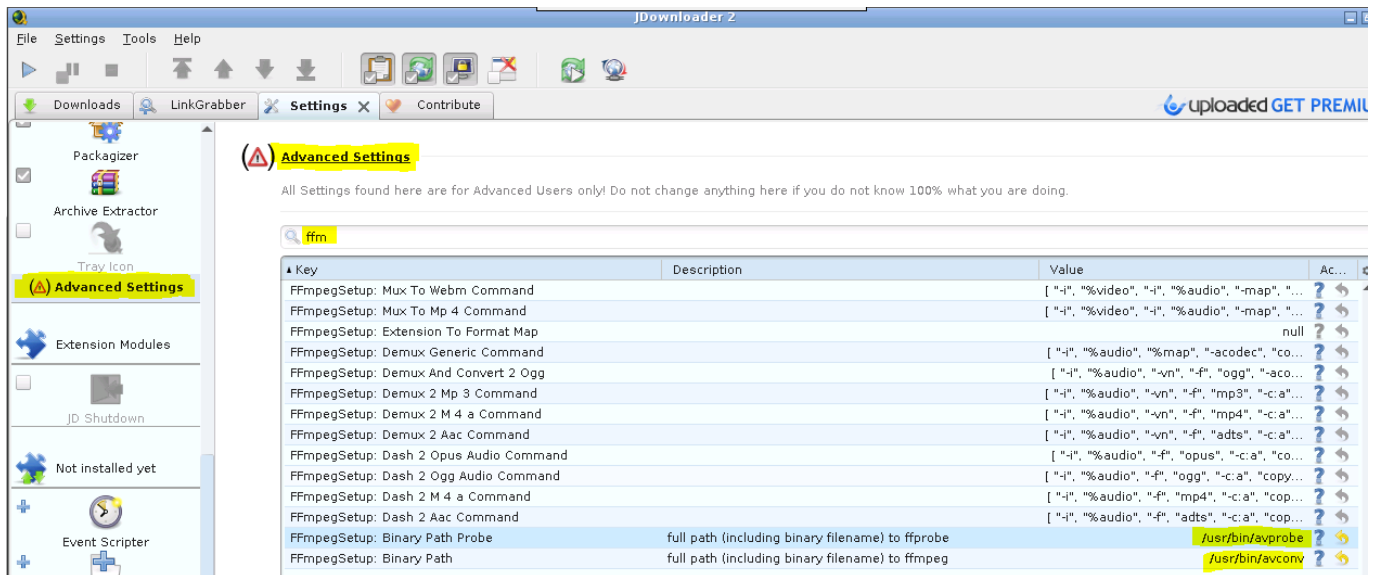 JDownloader 2
File Settings Tools Help
Downloads LinkGrabber Settings X Contribute
uploaded GET PREMIU
Packagizer
Archive Extractor
Tray Icon
Advanced Settings
Extension Modules
JD Shutdown
Not installed yet
Event Scripter
Advanced Settings
All Settings found here are for Advanced Users only! Do not change anything here if you do not know 100% what you are doing.
ffm
Key Description Value Ac...
FFmpegSetup: Mux To Webm Command [ "-i", "%video", "-i", "%audio", "-map", "...
FFmpegSetup: Mux To Mp 4 Command [ "-i", "%video", "-i", "%audio", "-map", "...
FFmpegSetup: Extension To Format Map null
FFmpegSetup: Demux Generic Command [ "-i", "%audio", "%map", "-acodec", "co...
FFmpegSetup: Demux And Convert 2 Ogg [ "-i", "%audio", "-vn", "-f", "ogg", "-aco...
FFmpegSetup: Demux 2 Mp 3 Command [ "-i", "%audio", "-vn", "-f", "mp3", "-c:a"...
FFmpegSetup: Demux 2 M 4 a Command [ "-i", "%audio", "-vn", "-f", "mp4", "-c:a"...
FFmpegSetup: Demux 2 Aac Command [ "-i", "%audio", "-vn", "-f", "adts", "-c:a"...
FFmpegSetup: Dash 2 Opus Audio Command [ "-i", "%audio", "-f", "opus", "-c:a", "co...
FFmpegSetup: Dash 2 Ogg Audio Command [ "-i", "%audio", "-f", "ogg", "-c:a", "copy...
FFmpegSetup: Dash 2 M 4 a Command [ "-i", "%audio", "-f", "mp4", "-c:a", "cop...
FFmpegSetup: Dash 2 Aac Command [ "-i", "%audio", "-f", "adts", "-c:a", "cop...
FFmpegSetup: Binary Path Probe full path (including binary filename) to ffprobe /usr/bin/avprobe
FFmpegSetup: Binary Path full path (including binary filename) to ffmpeg /usr/bin/avconv